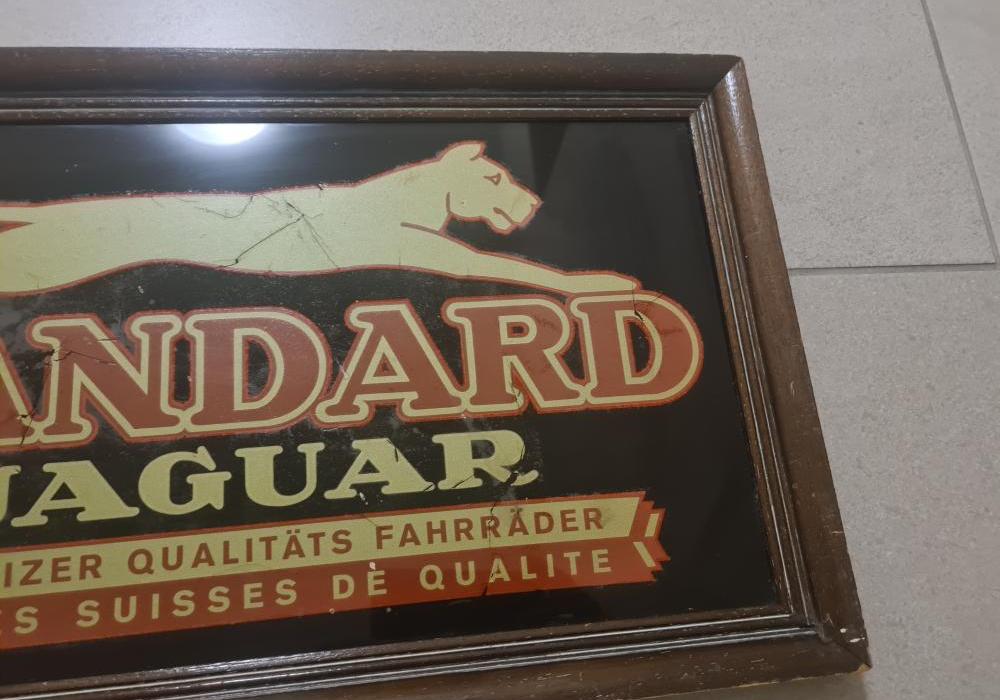 ANDARD
JAGUAR
IZER QUALITÄTS FAHRRÄDER
ES SUISSES DE QUALITE